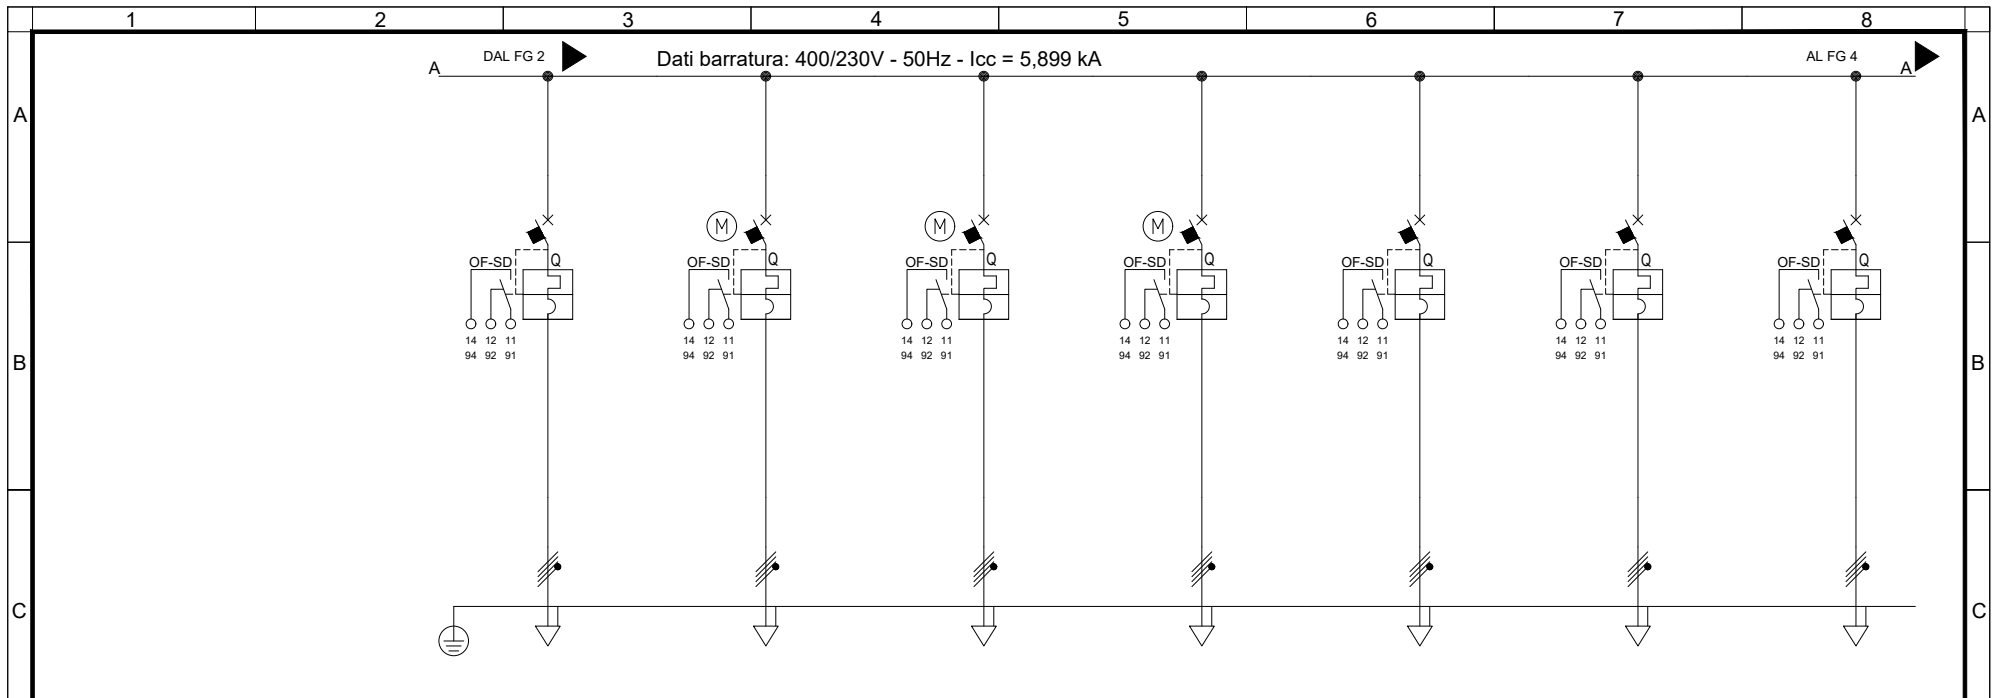 1 2 3 4 5 6 7 8
DAL FG 2 Dati barratura: 400/230V - 50Hz - Icc = 5,899 kA AL FG 4
A A
A A
M M M
OF-SD Q OF-SD Q OF-SD Q OF-SD Q OF-SD Q OF-SD Q OF-SD Q
14 12 11 14 12 11 14 12 11 14 12 11 14 12 11 14 12 11 14 12 11
94 92 91 94 92 91 94 92 91 94 92 91 94 92 91 94 92 91 94 92 91
B B
C C